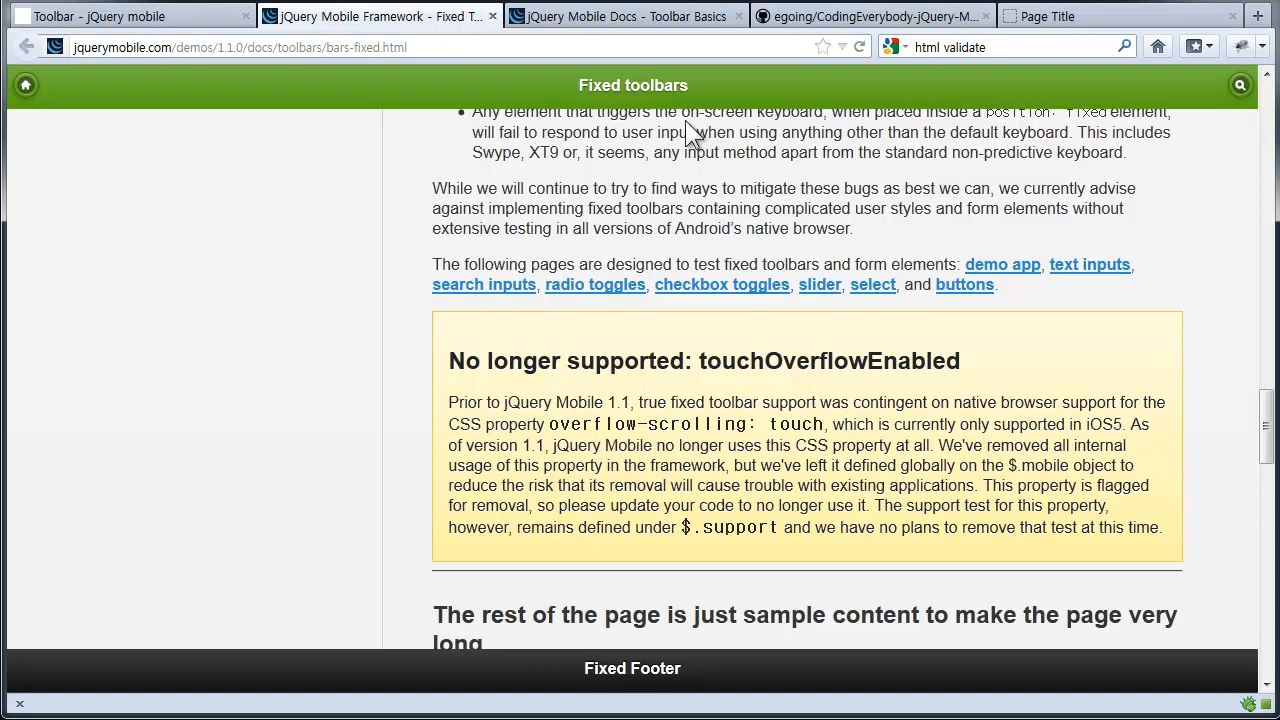 Toolbar - jQuery mobile
jQuery Mobile Framework - Fixed T...
jQuery Mobile Docs - Toolbar Basics
egoing/CodingEverybody-jQuery-M...
Page Title
jquerymobile.com/demos/1.1.0/docs/toolbars/bars-fixed.html
html validate
Fixed toolbars
Any element that triggers the on-screen keyboard, when placed inside a position: fixed element,
will fail to respond to user input when using anything other than the default keyboard. This includes
Swype, XT9 or, it seems, any input method apart from the standard non-predictive keyboard.
While we will continue to try to find ways to mitigate these bugs as best we can, we currently advise
against implementing fixed toolbars containing complicated user styles and form elements without
extensive testing in all versions of Android's native browser.
The following pages are designed to test fixed toolbars and form elements: demo app, text inputs,
search inputs, radio toggles, checkbox toggles, slider, select, and buttons.
No longer supported: touchOverflowEnabled
Prior to jQuery Mobile 1.1, true fixed toolbar support was contingent on native browser support for the
CSS property overflow-scrolling: touch, which is currently only supported in iOS5. As
of version 1.1, jQuery Mobile no longer uses this CSS property at all. We've removed all internal
usage of this property in the framework, but we've left it defined globally on the $.mobile object to
reduce the risk that its removal will cause trouble with existing applications. This property is flagged
for removal, so please update your code to no longer use it. The support test for this property,
however, remains defined under $.support and we have no plans to remove that test at this time.
The rest of the page is just sample content to make the page very
long
Fixed Footer